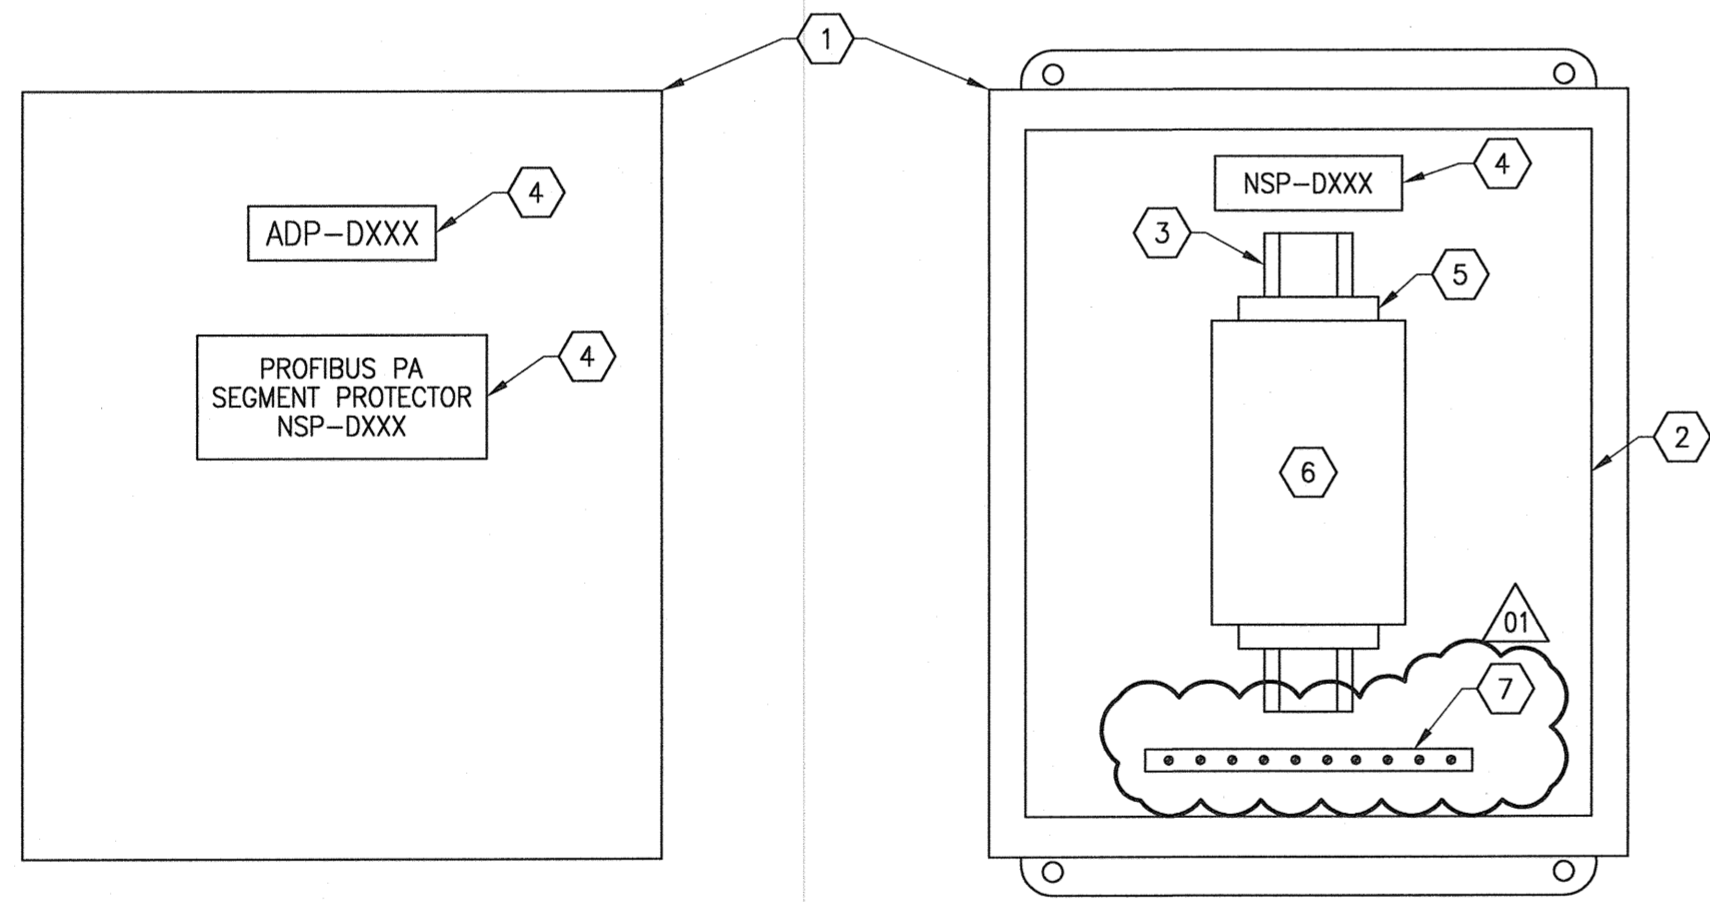 1
4
ADP-DXXX
4
PROFIBUS PA
SEGMENT PROTECTOR
NSP-DXXX
NSP-DXXX
4
3
5
2
6
01
7